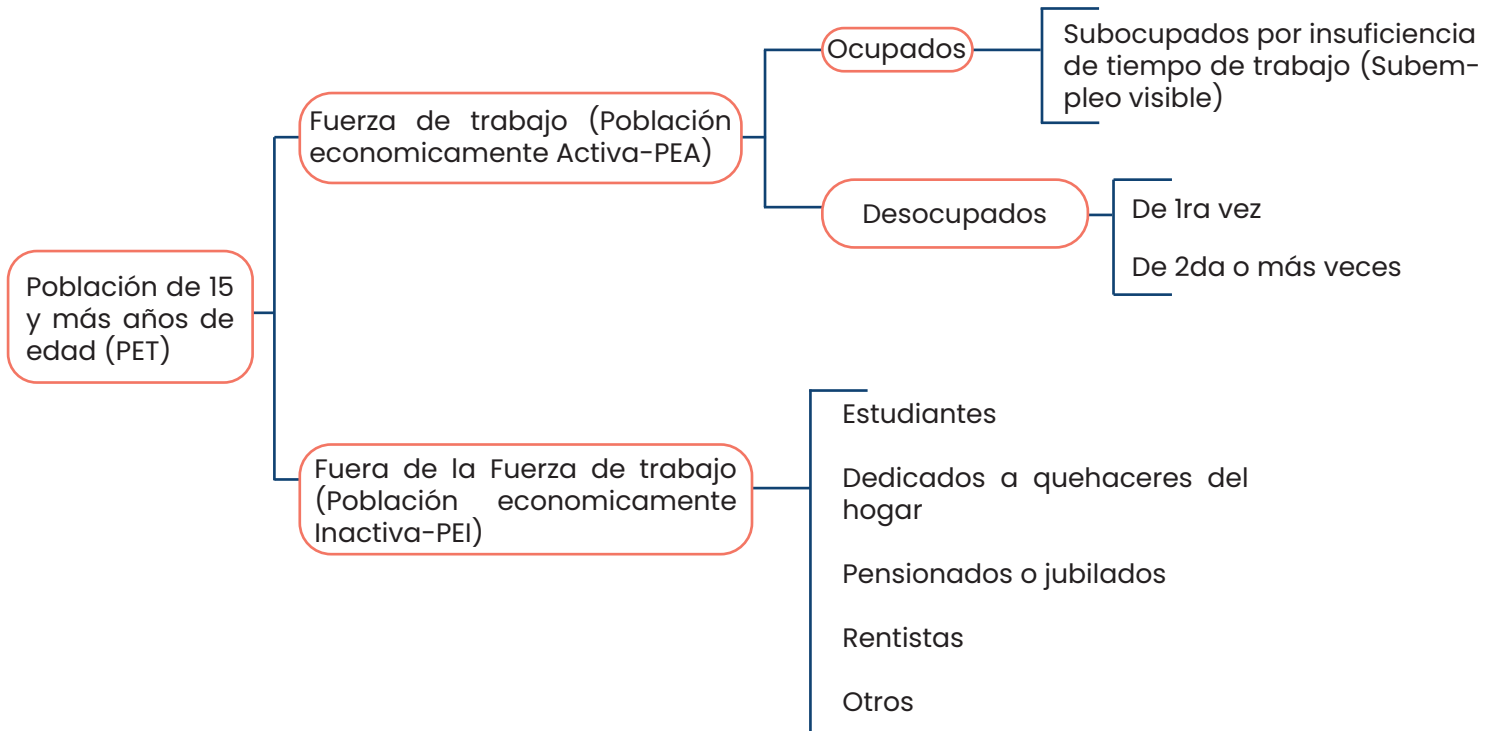 Población de 15
y más años de
edad (PET)
Fuerza de trabajo (Población
economicamente Activa-PEA)
Ocupados
Subocupados por insuficiencia
de tiempo de trabajo (Subem-
pleo visible)
Desocupados
De 1ra vez
De 2da o más veces
Fuera de la Fuerza de trabajo
(Población economicamente
Inactiva-PEI)
Estudiantes
Dedicados a quehaceres del
hogar
Pensionados o jubilados
Rentistas
Otros